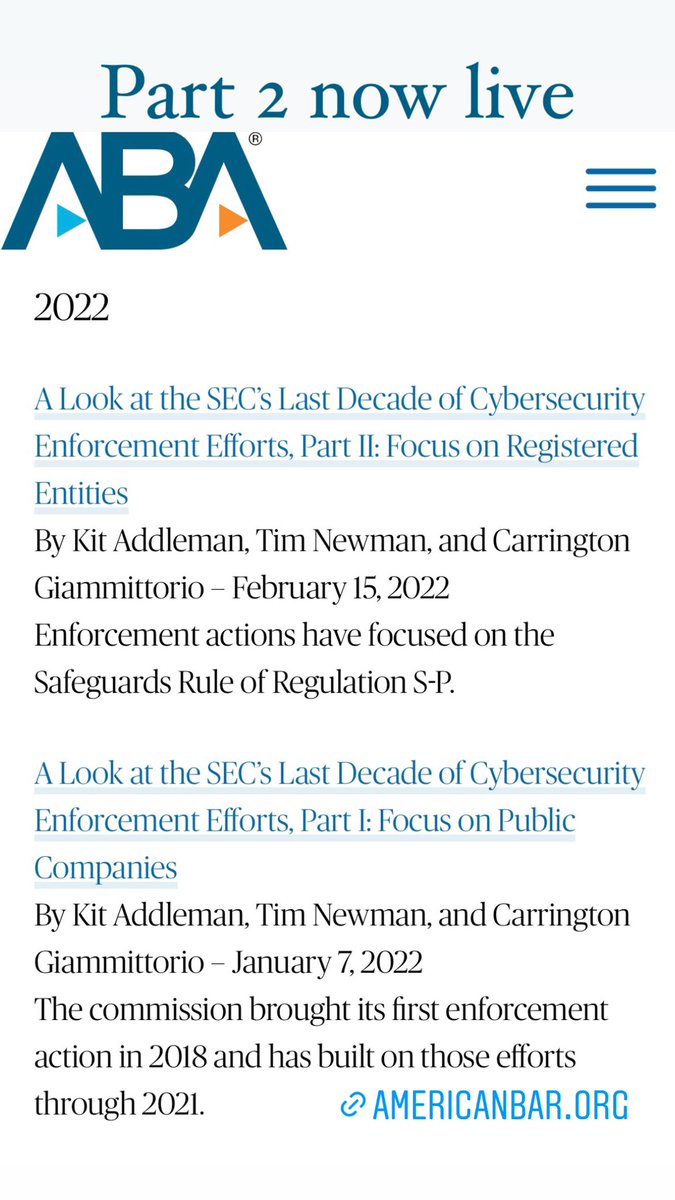 Part 2 now live
ABA®
2022
A Look at the SEC’s Last Decade of Cybersecurity
Enforcement Efforts, Part II: Focus on Registered
Entities
By Kit Addleman, Tim Newman, and Carrington
Giammittorio – February 15, 2022
Enforcement actions have focused on the
Safeguards Rule of Regulation S-P.
A Look at the SEC’s Last Decade of Cybersecurity
Enforcement Efforts, Part I: Focus on Public
Companies
By Kit Addleman, Tim Newman, and Carrington
Giammittorio – January 7, 2022
The commission brought its first enforcement
action in 2018 and has built on those efforts
through 2021.
AMERICANBAR.ORG